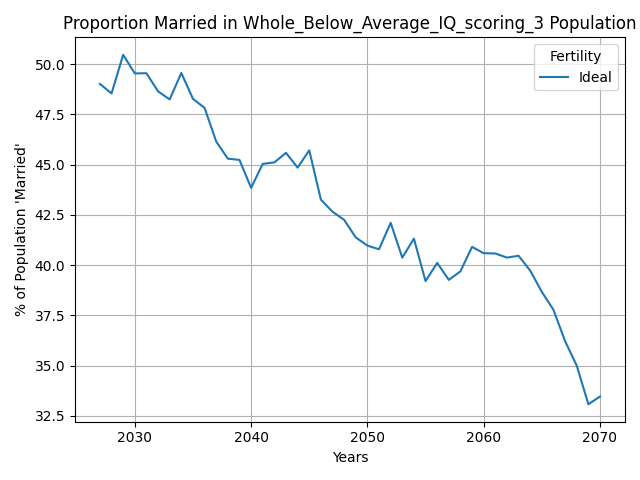 Proportion Married in Whole_Below_Average_IQ_scoring_3 Population
Fertility
Ideal
% of Population 'Married'
50.0
47.5
45.0
42.5
40.0
37.5
35.0
32.5
2030 2040 2050 2060 2070
Years